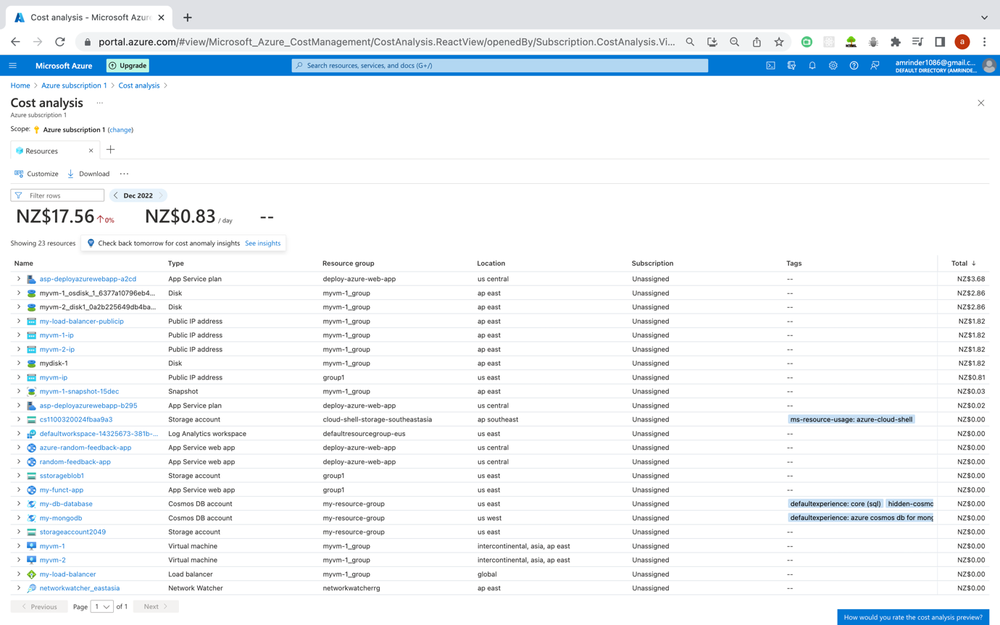 Cost analysis - Microsoft Azure
portal.azure.com/#view/Microsoft_Azure_CostManagement/CostAnalysis.ReactView/openedBy/Subscription.CostAnalysis.Vi...
a
Microsoft Azure
Upgrade
Search resources, services, and docs (G+/)
amrinder1086@gmail.c...
DEFAULT DIRECTORY (AMRINDE...
Home > Azure subscription 1 > Cost analysis >
Cost analysis ...
Azure subscription 1
Scope: Azure subscription 1 (change)
Resources
Customize Download ...
Filter rows Dec 2022
NZ$17.56 ↑0% NZ$0.83 / day --
Showing 23 resources Check back tomorrow for cost anomaly insights See insights
Name Type Resource group Location Subscription Tags Total ↓
asp-deployazurewebapp-a2cd App Service plan deploy-azure-web-app us central Unassigned -- NZ$3.68
myvm-1_osdisk_1_6377a10796eb4... Disk myvm-1_group ap east Unassigned -- NZ$2.86
myvm-2_disk1_0a2b225649db4ba... Disk myvm-1_group ap east Unassigned -- NZ$2.86
my-load-balancer-publicip Public IP address myvm-1_group ap east Unassigned -- NZ$1.82
myvm-1-ip Public IP address myvm-1_group ap east Unassigned -- NZ$1.82
myvm-2-ip Public IP address myvm-1_group ap east Unassigned -- NZ$1.82
mydisk-1 Disk myvm-1_group ap east Unassigned -- NZ$1.82
myvm-ip Public IP address group1 us east Unassigned -- NZ$0.81
myvm-1-snapshot-15dec Snapshot myvm-1_group ap east Unassigned -- NZ$0.03
asp-deployazurewebapp-b295 App Service plan deploy-azure-web-app us central Unassigned -- NZ$0.02
cs1100320024fbaa9a3 Storage account cloud-shell-storage-southeastasia ap southeast Unassigned ms-resource-usage: azure-cloud-shell NZ$0.00
defaultworkspace-14325673-381b-... Log Analytics workspace defaultresourcegroup-eus us east Unassigned -- NZ$0.00
azure-random-feedback-app App Service web app deploy-azure-web-app us central Unassigned -- NZ$0.00
random-feedback-app App Service web app deploy-azure-web-app us central Unassigned -- NZ$0.00
sstorageblob1 Storage account group1 us east Unassigned -- NZ$0.00
my-funct-app App Service web app group1 us east Unassigned -- NZ$0.00
my-db-database Cosmos DB account my-resource-group us east Unassigned defaultexperience: core (sql) hidden-cosmo NZ$0.00
my-mongodb Cosmos DB account my-resource-group us west Unassigned defaultexperience: azure cosmos db for mong NZ$0.00
storageaccount2049 Storage account my-resource-group us east Unassigned -- NZ$0.00
myvm-1 Virtual machine myvm-1_group intercontinental, asia, ap east Unassigned -- NZ$0.00
myvm-2 Virtual machine myvm-1_group intercontinental, asia, ap east Unassigned -- NZ$0.00
my-load-balancer Load balancer myvm-1_group global Unassigned -- NZ$0.00
networkwatcher_eastasia Network Watcher networkwatcherrg ap east Unassigned -- NZ$0.00
< Previous Page 1 of 1 Next >
How would you rate the cost analysis preview?